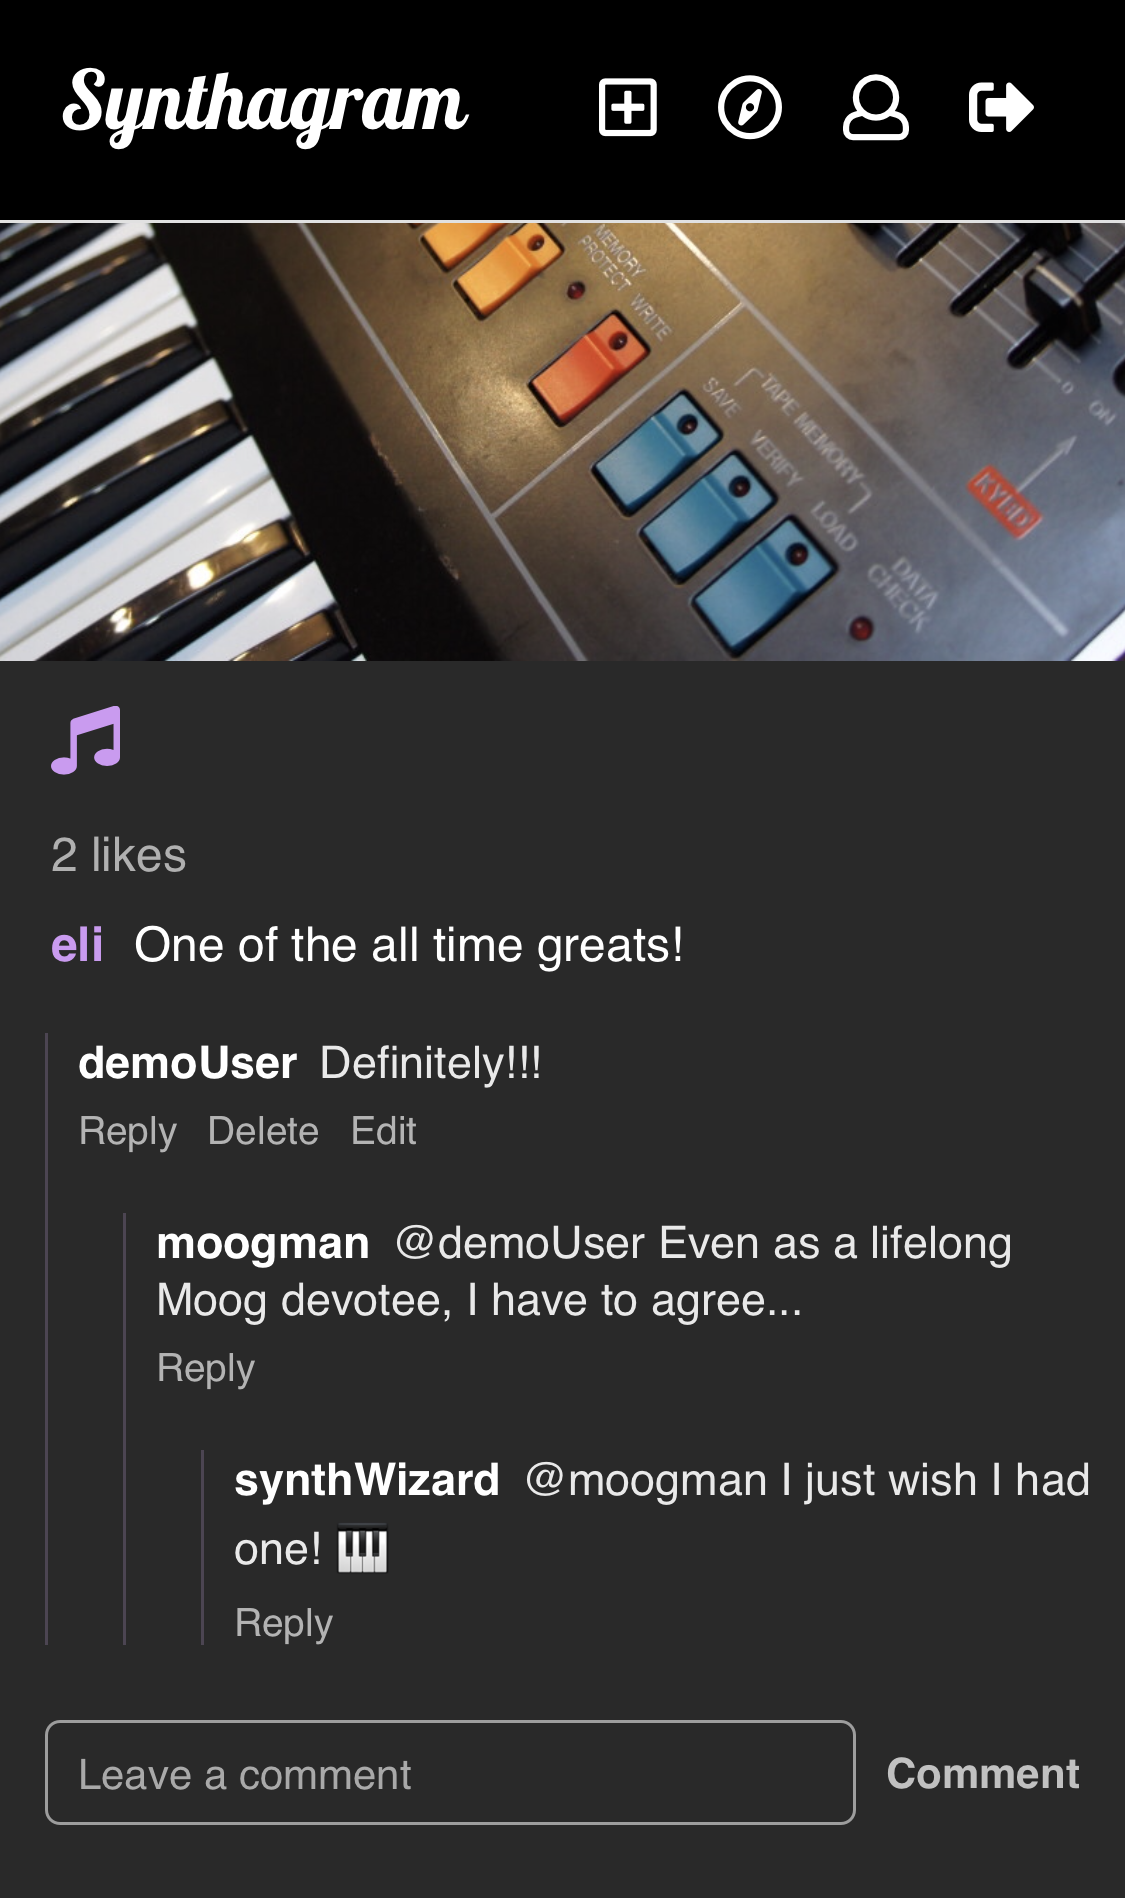 Synthagram
MEMORY
PROTECT
WRITE
SAVE
TAPE MEMORY
VERIFY
LOAD
DATA
CHECK
0
ON
KYBD
2 likes
eli One of the all time greats!
demoUser Definitely!!!
Reply Delete Edit
moogman @demoUser Even as a lifelong
Moog devotee, I have to agree...
Reply
synthWizard @moogman I just wish I had
one! 🎹
Reply
Leave a comment
Comment